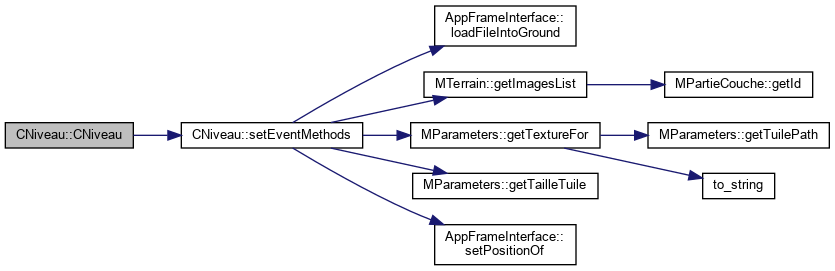 CNiveau::CNiveau
CNiveau::setEventMethods
AppFrameInterface::
loadFileIntoGround
MTerrain::getImagesList
MPartieCouche::getId
MParameters::getTextureFor
MParameters::getTuilePath
to_string
MParameters::getTailleTuile
AppFrameInterface::
setPositionOf